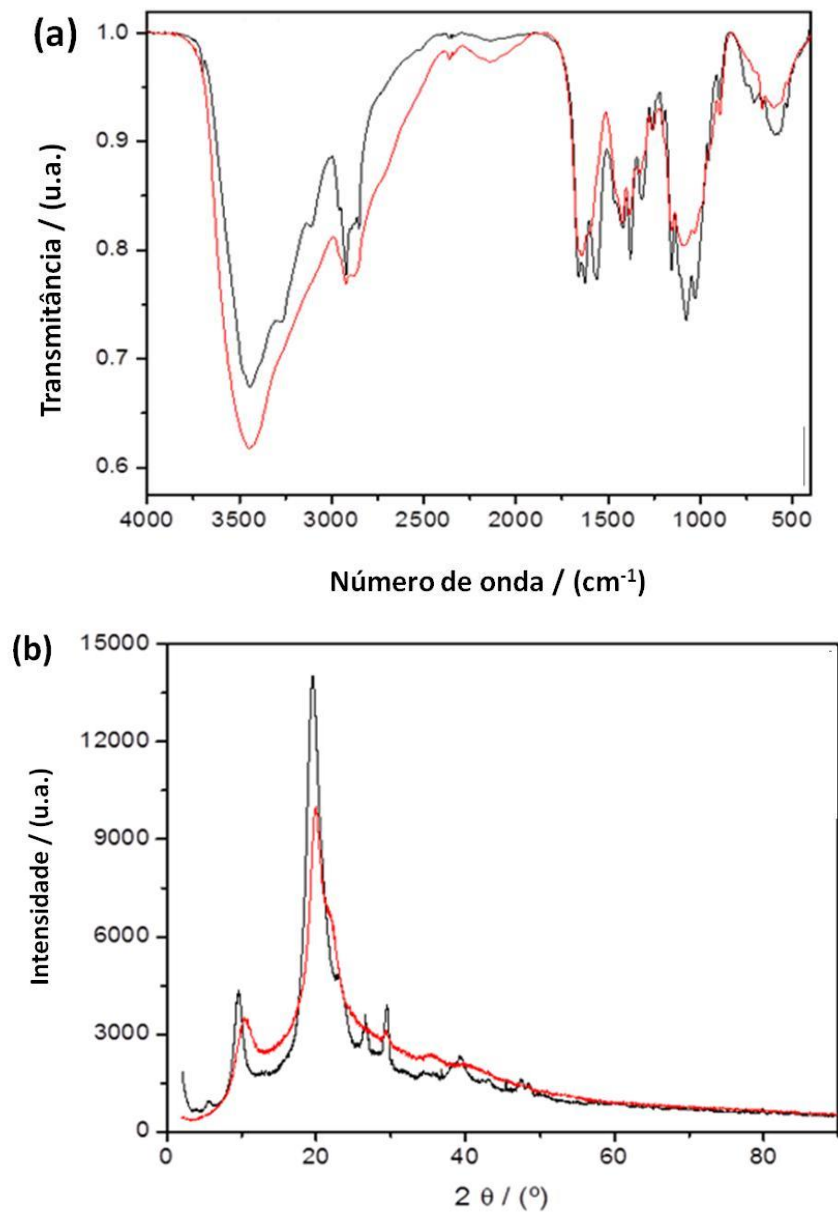 (a)
1.0
0.9
0.8
0.7
0.6
Transmitância / (u.a.)
4000 3500 3000 2500 2000 1500 1000 500
Número de onda / (cm⁻¹)
(b)
15000
12000
9000
6000
3000
0
Intensidade / (u.a.)
0 20 40 60 80
2 θ / (º)